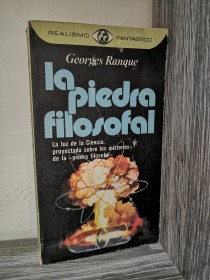 REALISMO FANTASTICO
Georges Ranque
la
piedra
filosofal
La luz de la Ciencia,
proyectada sobre los misterios
de la «piedra filosofal»